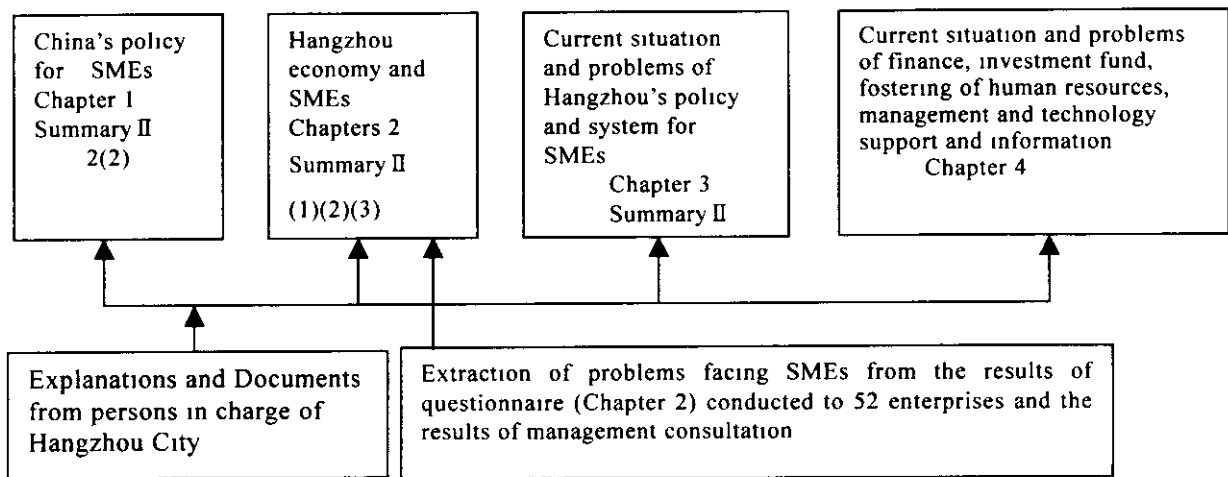 China's policy
for SMEs
Chapter 1
Summary Ⅱ
2(2)
Hangzhou
economy and
SMEs
Chapters 2
Summary Ⅱ
(1)(2)(3)
Current situation
and problems of
Hangzhou's policy
and system for
SMEs
Chapter 3
Summary Ⅱ
Current situation and problems
of finance, investment fund,
fostering of human resources,
management and technology
support and information
Chapter 4
Explanations and Documents
from persons in charge of
Hangzhou City
Extraction of problems facing SMEs from the results of
questionnaire (Chapter 2) conducted to 52 enterprises and the
results of management consultation